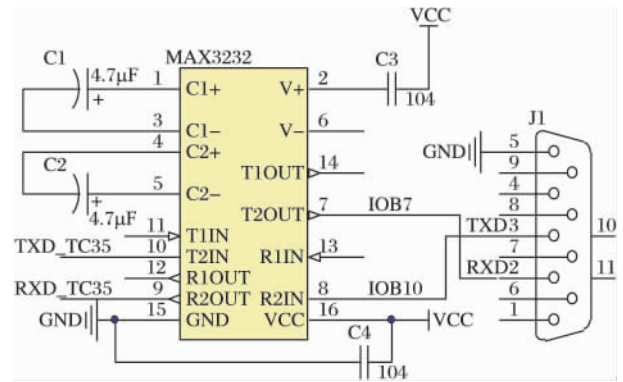 VCC
C1
MAX3232
C3
4.7μF
1
C1+
V+
2
+
104
J1
3
C1-
V-
6
GND
5
4
C2+
9
C2
T1OUT
14
4
5
C2-
8
+
T2OUT
7
IOB7
TXD3
4.7μF
11
T1IN
10
TXD_TC35
10
T2IN
R1IN
13
7
12
R1OUT
RXD2
11
RXD_TC35
9
R2OUT
R2IN
8
IOB10
6
GND
15
GND
VCC
16
VCC
1
C4
104